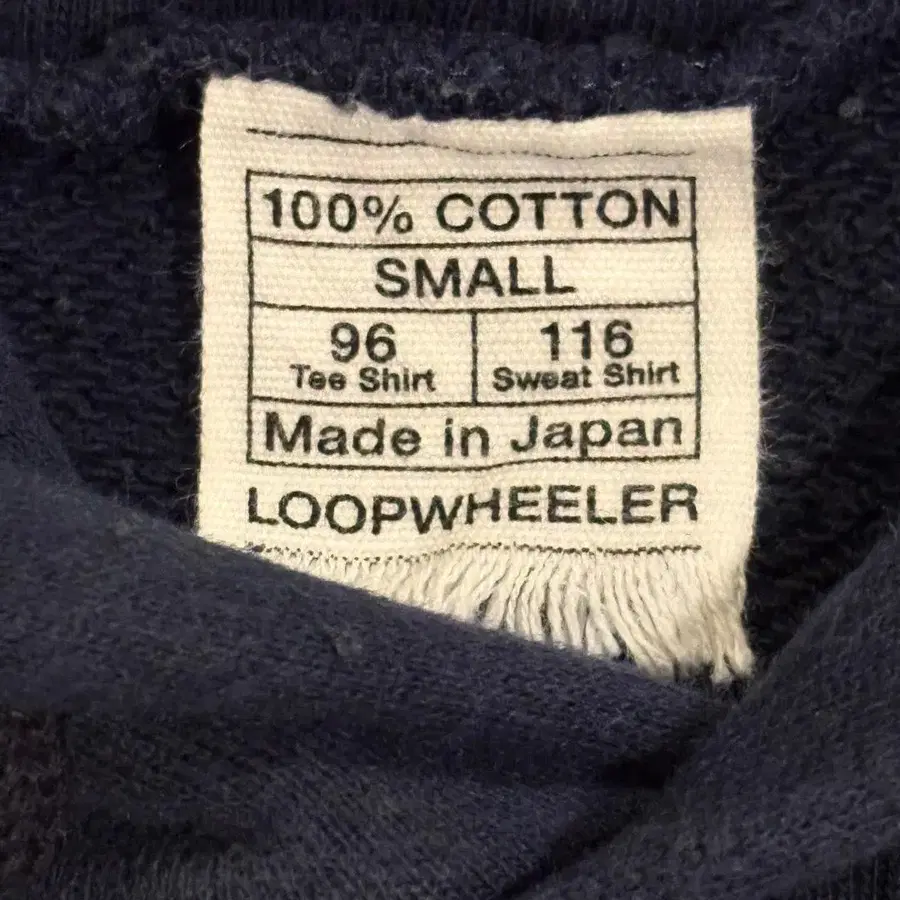 100% COTTON
SMALL
96 116
Tee Shirt Sweat Shirt
Made in Japan
LOOPWHEELER